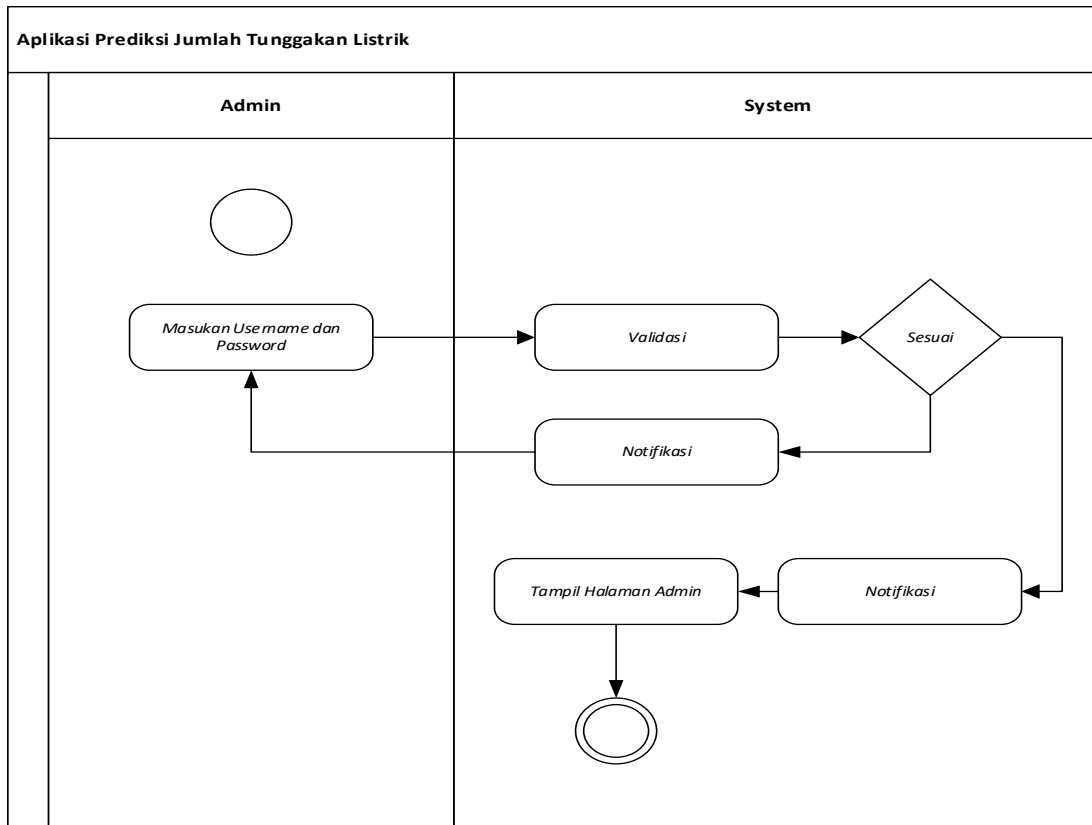 Aplikasi Prediksi Jumlah Tunggakan Listrik
Admin
System
Masukan Username dan
Password
Validasi
Sesuai
Notifikasi
Tampil Halaman Admin
Notifikasi